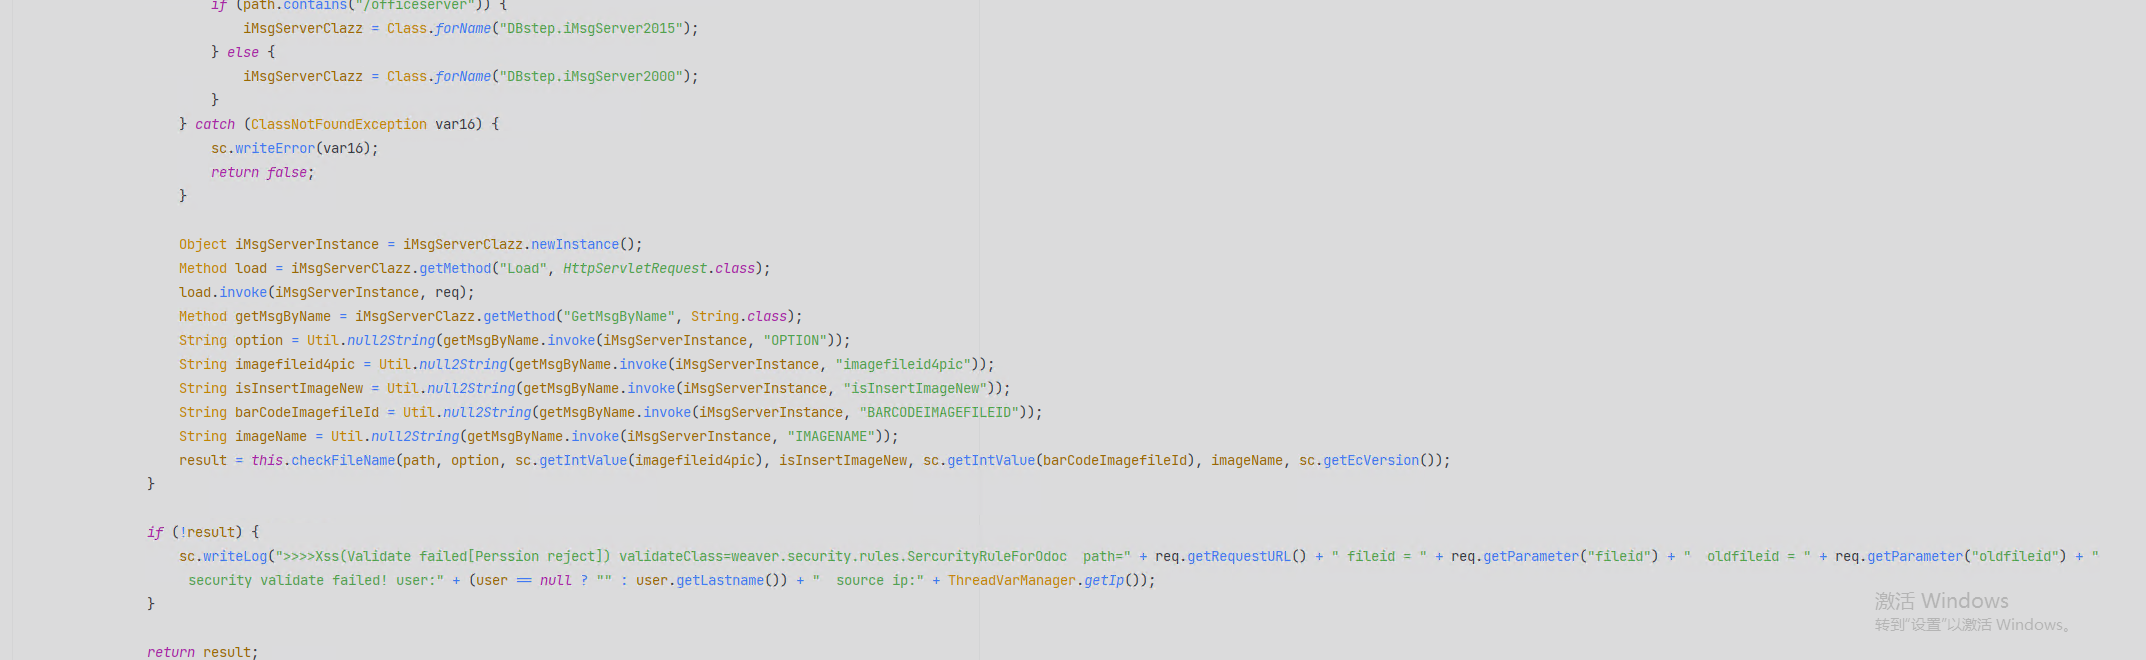 if (path.contains("/officeserver")) {
iMsgServerClazz = Class.forName("DBstep.iMsgServer2015");
} else {
iMsgServerClazz = Class.forName("DBstep.iMsgServer2000");
}
} catch (ClassNotFoundException var16) {
sc.writeError(var16);
return false;
}
Object iMsgServerInstance = iMsgServerClazz.newInstance();
Method load = iMsgServerClazz.getMethod("Load", HttpServletRequest.class);
load.invoke(iMsgServerInstance, req);
Method getMsgByName = iMsgServerClazz.getMethod("GetMsgByName", String.class);
String option = Util.null2String(getMsgByName.invoke(iMsgServerInstance, "OPTION"));
String imagefileid4pic = Util.null2String(getMsgByName.invoke(iMsgServerInstance, "imagefileid4pic"));
String isInsertImageNew = Util.null2String(getMsgByName.invoke(iMsgServerInstance, "isInsertImageNew"));
String barCodeImagefileId = Util.null2String(getMsgByName.invoke(iMsgServerInstance, "BARCODEIMAGEFILEID"));
String imageName = Util.null2String(getMsgByName.invoke(iMsgServerInstance, "IMAGENAME"));
result = this.checkFileName(path, option, sc.getIntValue(imagefileid4pic), isInsertImageNew, sc.getIntValue(barCodeImagefileId), imageName, sc.getEcVersion());
}
if (!result) {
sc.writeLog(">>>>Xss(Validate failed[Perssion reject]) validateClass=weaver.security.rules.SercurityRuleForOdoc  path=" + req.getRequestURL() + " fileid = " + req.getParameter("fileid") + "  oldfileid = " + req.getParameter("oldfileid") + "
security validate failed! user:" + (user == null ? "" : user.getLastname()) + "  source ip:" + ThreadVarManager.getIp());
}
return result;
激活 Windows
转到"设置"以激活 Windows。